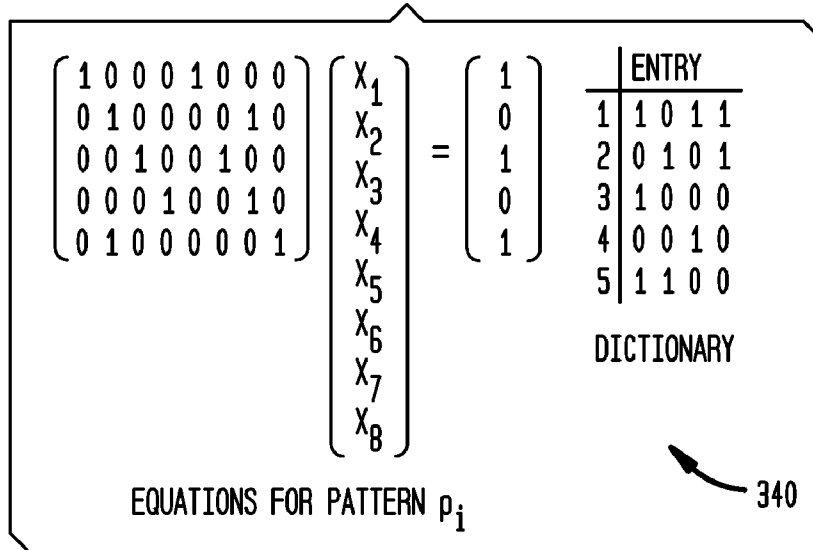 1 0 0 0 1 0 0 0 X1 1 ENTRY
0 1 0 0 0 0 1 0 X2 0 1 1 0 1 1
0 0 1 0 0 1 0 0 X3 = 1 2 0 1 0 1
0 0 0 1 0 0 1 0 X4 0 3 1 0 0 0
0 1 0 0 0 0 0 1 X5 1 4 0 0 1 0
X6 5 1 1 0 0
X7 DICTIONARY
X8
EQUATIONS FOR PATTERN pi 340